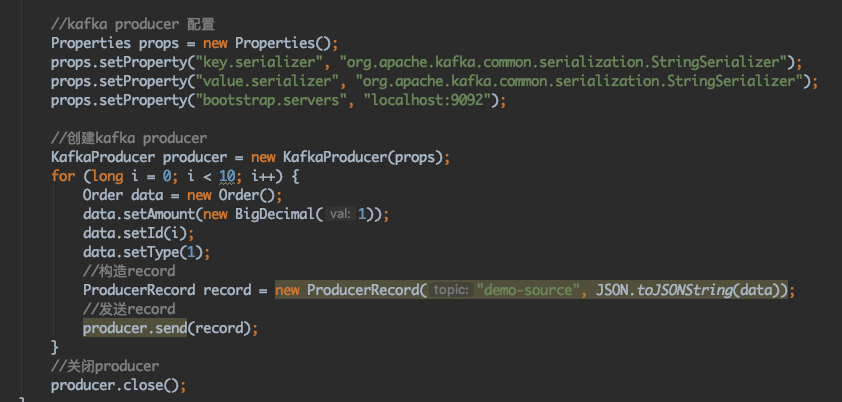 //kafka producer 配置
Properties props = new Properties();
props.setProperty("key.serializer", "org.apache.kafka.common.serialization.StringSerializer");
props.setProperty("value.serializer", "org.apache.kafka.common.serialization.StringSerializer");
props.setProperty("bootstrap.servers", "localhost:9092");
//创建kafka producer
KafkaProducer producer = new KafkaProducer(props);
for (long i = 0; i < 10; i++) {
Order data = new Order();
data.setAmount(new BigDecimal( val: 1));
data.setId(i);
data.setType(1);
//构造record
ProducerRecord record = new ProducerRecord( topic: "demo-source", JSON.toJSONString(data));
//发送record
producer.send(record);
}
//关闭producer
producer.close();